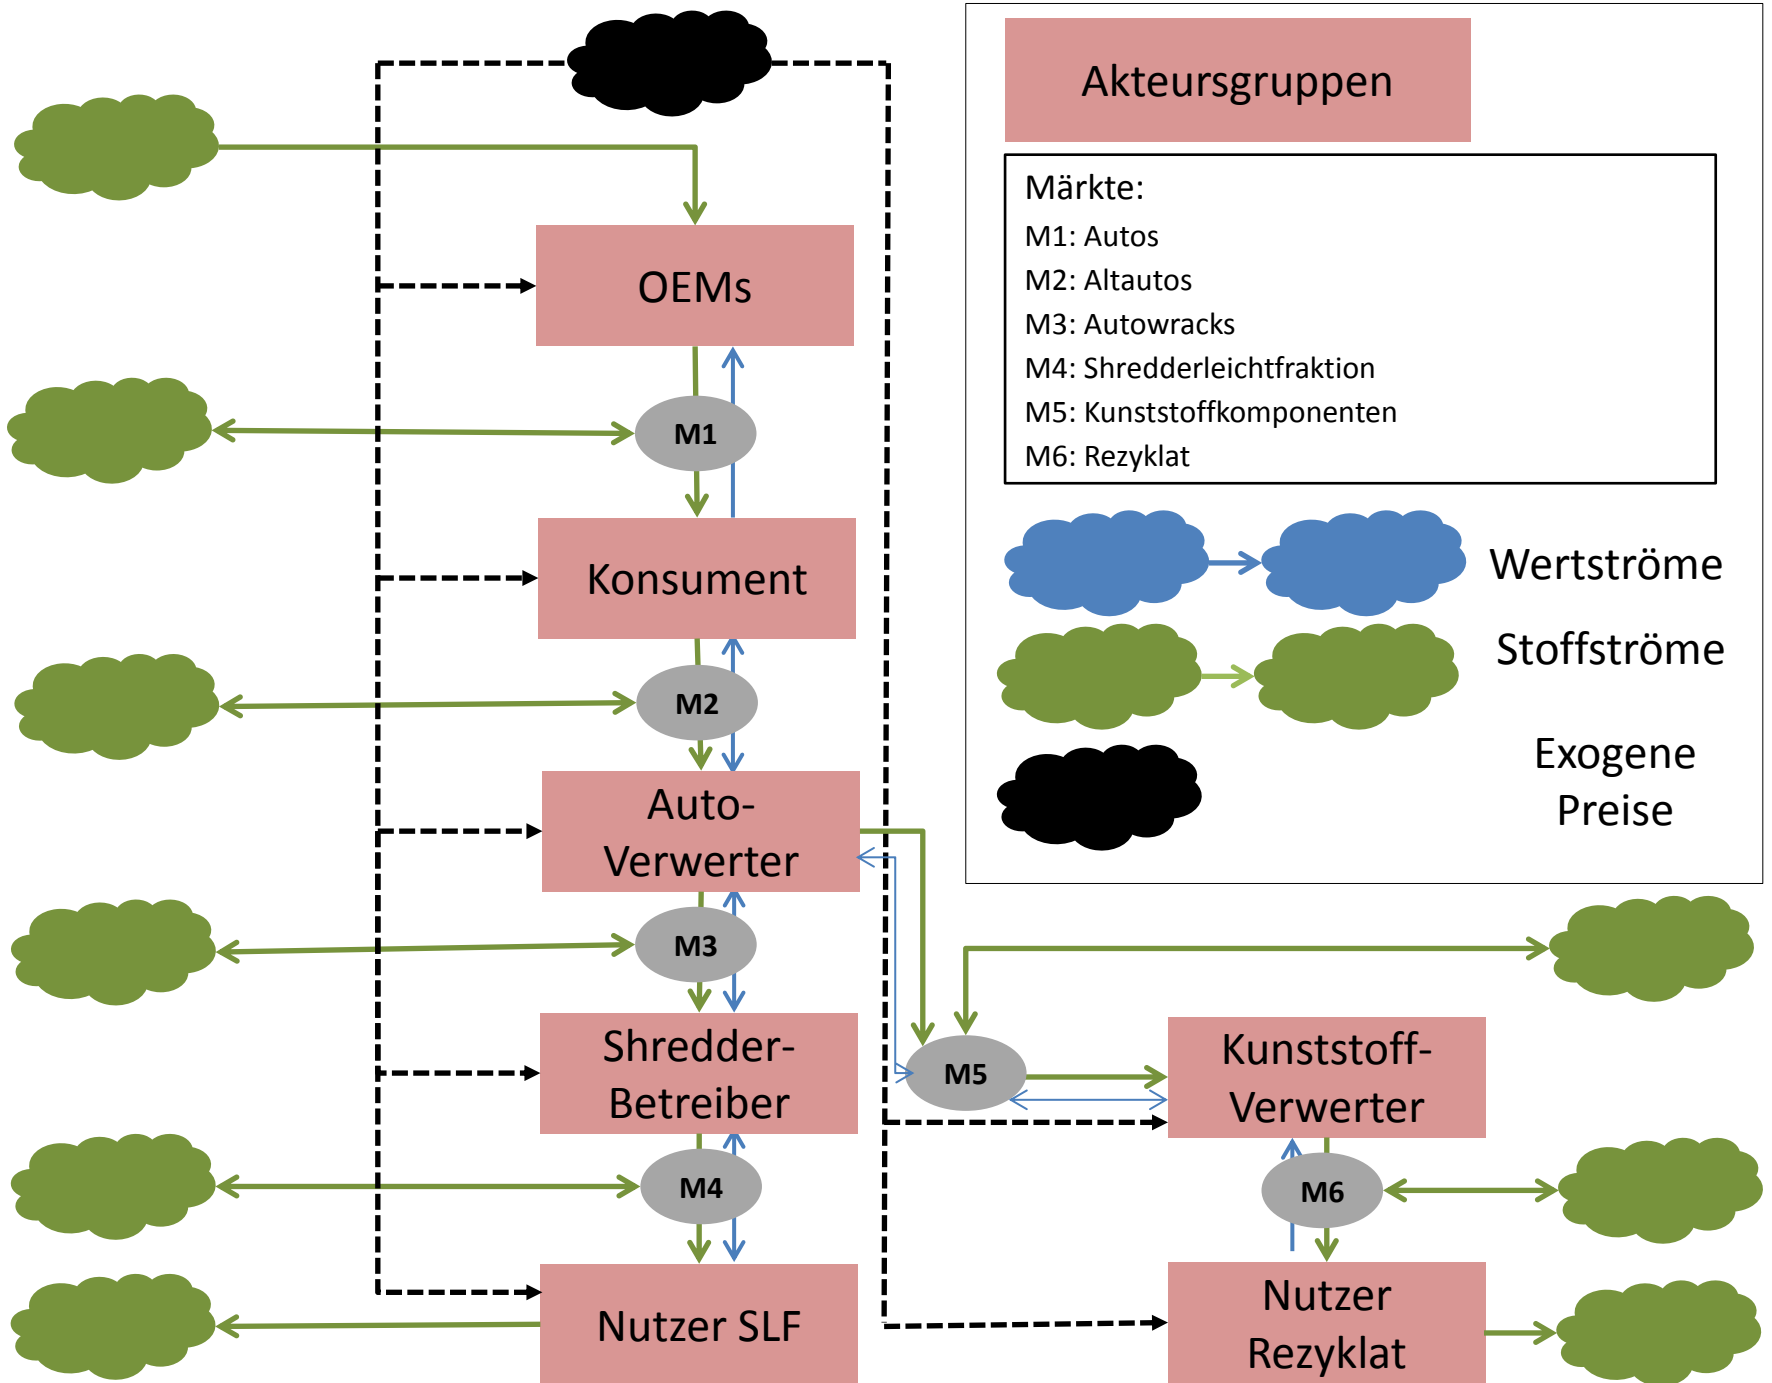 Akteursgruppen
Märkte:
M1: Autos
M2: Altautos
M3: Autowracks
M4: Shredderleichtfraktion
M5: Kunststoffkomponenten
M6: Rezyklat
Wertströme
Stoffströme
Exogene
Preise
OEMs
M1
Konsument
M2
Auto-
Verwerter
M3
Shredder-
Betreiber
M4
Nutzer SLF
M5
Kunststoff-
Verwerter
M6
Nutzer
Rezyklat